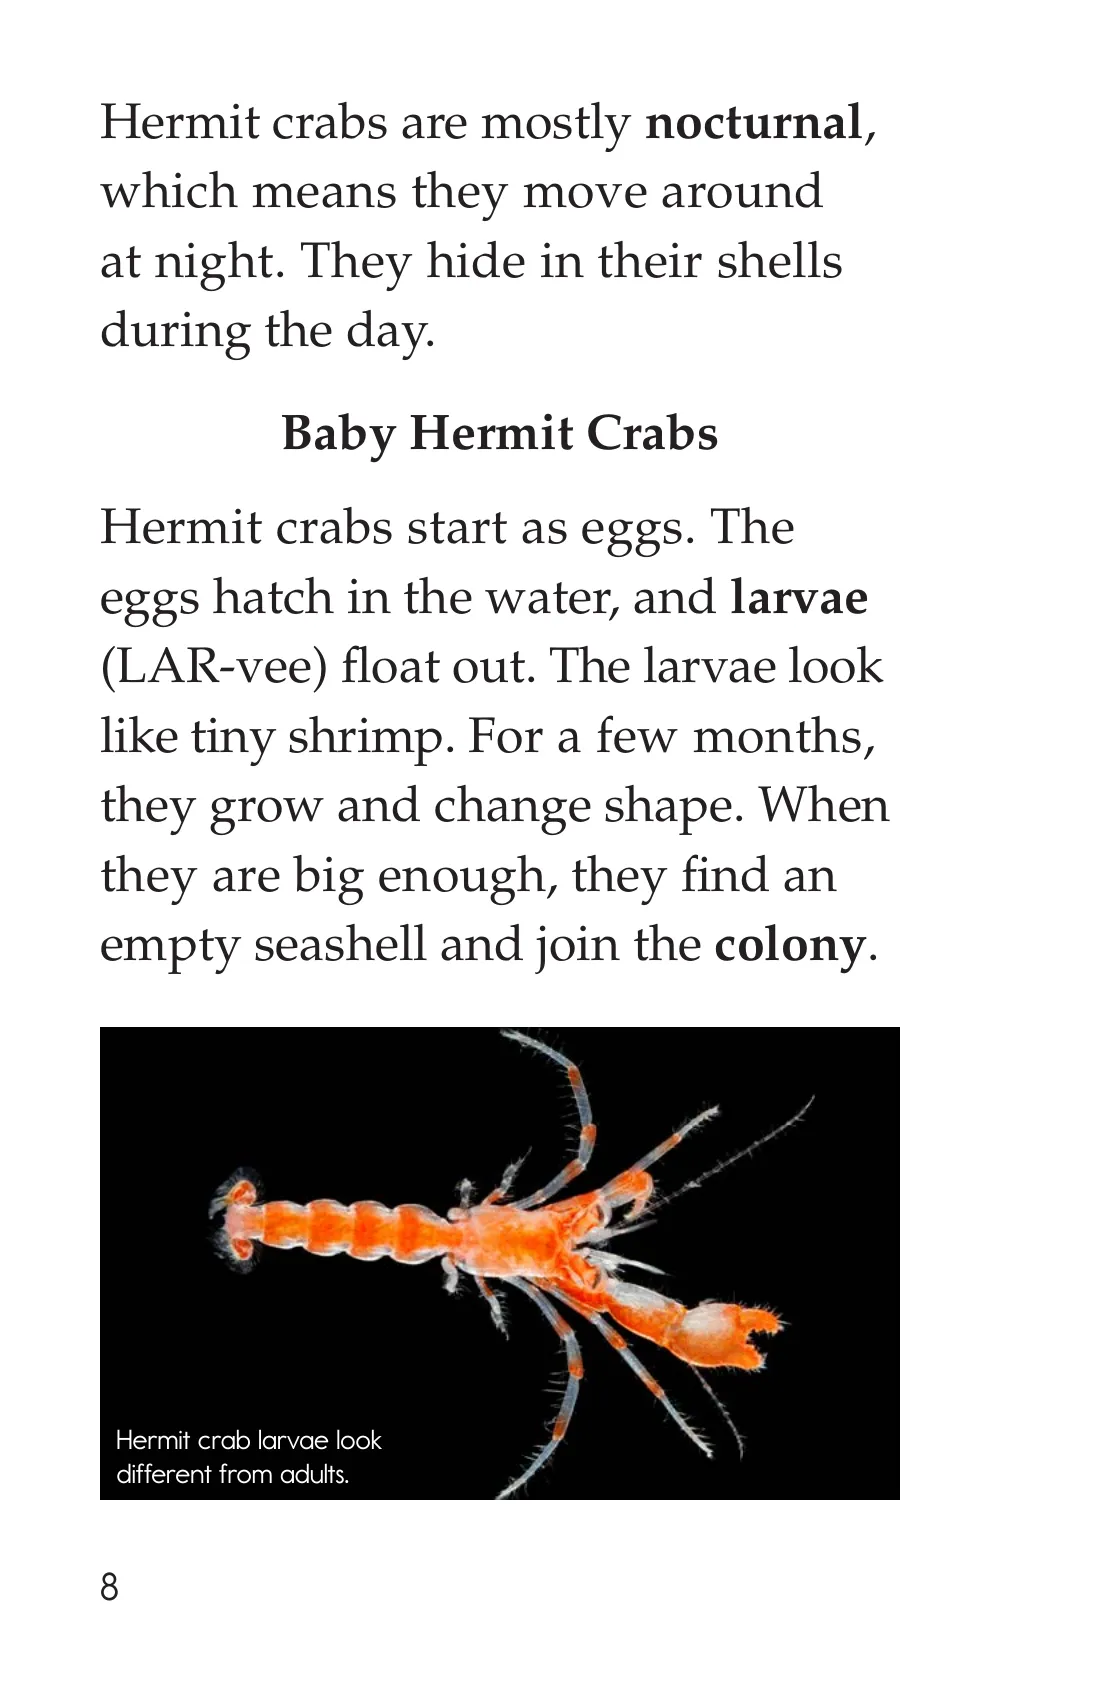 Hermit crabs are mostly nocturnal,
which means they move around
at night. They hide in their shells
during the day.
Baby Hermit Crabs
Hermit crabs start as eggs. The
eggs hatch in the water, and larvae
(LAR-vee) float out. The larvae look
like tiny shrimp. For a few months,
they grow and change shape. When
they are big enough, they find an
empty seashell and join the colony.
Hermit crab larvae look
different from adults.
8